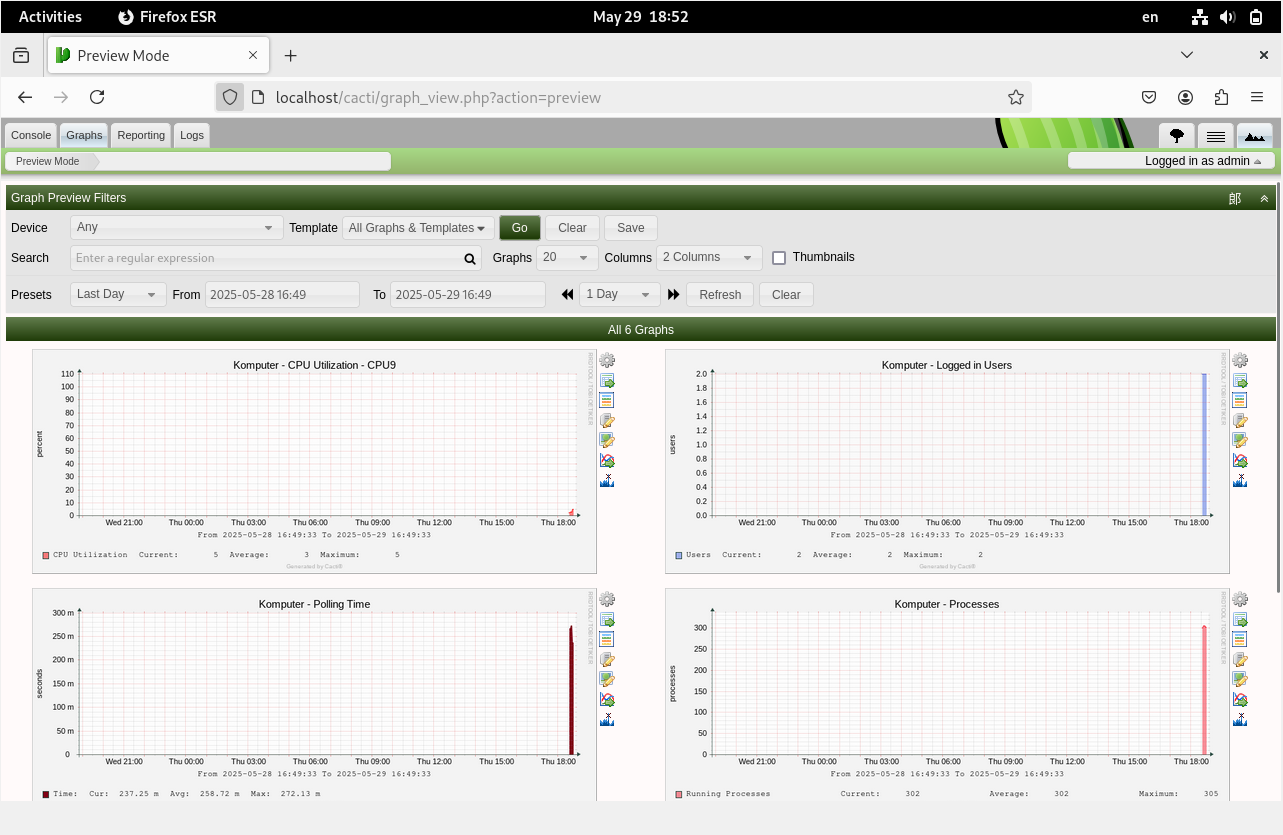 Activities Firefox ESR May 29 18:52 en
Preview Mode
localhost/cacti/graph_view.php?action=preview
Console Graphs Reporting Logs
Preview Mode Logged in as admin
Graph Preview Filters
Device Any Template All Graphs & Templates Go Clear Save
Search Enter a regular expression Graphs 20 Columns 2 Columns Thumbnails
Presets Last Day From 2025-05-28 16:49 To 2025-05-29 16:49 1 Day Refresh Clear
All 6 Graphs
Komputer - CPU Utilization - CPU9
RRDTOOL / TOBI OETIKER
percent
110
100
90
80
70
60
50
40
30
20
10
0
Wed 21:00 Thu 00:00 Thu 03:00 Thu 06:00 Thu 09:00 Thu 12:00 Thu 15:00 Thu 18:00
From 2025-05-28 16:49:33 To 2025-05-29 16:49:33
CPU Utilization Current: 5 Average: 3 Maximum: 5
Generated by Cacti®
Komputer - Logged in Users
RRDTOOL / TOBI OETIKER
users
2.0
1.8
1.6
1.4
1.2
1.0
0.8
0.6
0.4
0.2
0.0
Wed 21:00 Thu 00:00 Thu 03:00 Thu 06:00 Thu 09:00 Thu 12:00 Thu 15:00 Thu 18:00
From 2025-05-28 16:49:33 To 2025-05-29 16:49:33
Users Current: 2 Average: 2 Maximum: 2
Generated by Cacti®
Komputer - Polling Time
RRDTOOL / TOBI OETIKER
seconds
300 m
250 m
200 m
150 m
100 m
50 m
0
Wed 21:00 Thu 00:00 Thu 03:00 Thu 06:00 Thu 09:00 Thu 12:00 Thu 15:00 Thu 18:00
From 2025-05-28 16:49:33 To 2025-05-29 16:49:33
Time: Cur: 237.25 m Avg: 258.72 m Max: 272.13 m
Komputer - Processes
RRDTOOL / TOBI OETIKER
processes
300
250
200
150
100
50
0
Wed 21:00 Thu 00:00 Thu 03:00 Thu 06:00 Thu 09:00 Thu 12:00 Thu 15:00 Thu 18:00
From 2025-05-28 16:49:33 To 2025-05-29 16:49:33
Running Processes Current: 302 Average: 302 Maximum: 305